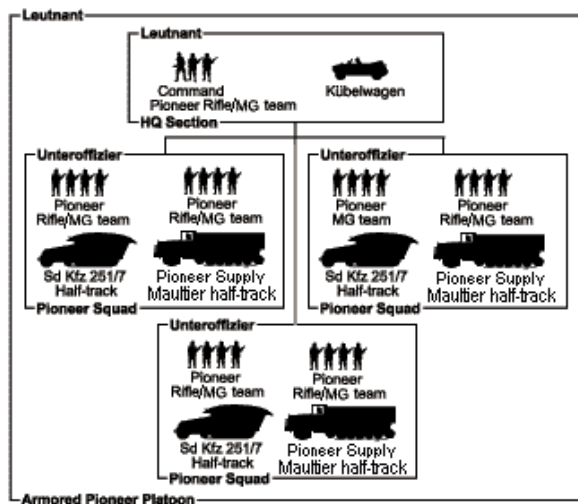 Leutnant
Leutnant
Command
Pioneer Rifle/MG team
Kübelwagen
HQ Section
Unteroffizier
Pioneer
Rifle/MG team
Pioneer
Rifle/MG team
Sd Kfz 251/7
Half-track
Pioneer Supply
Maultier half-track
Pioneer Squad
Unteroffizier
Pioneer
MG team
Pioneer
Rifle/MG team
Sd Kfz 251/7
Half-track
Pioneer Supply
Maultier half-track
Pioneer Squad
Unteroffizier
Pioneer
Rifle/MG team
Pioneer
Rifle/MG team
Sd Kfz 251/7
Half-track
Pioneer Supply
Maultier half-track
Pioneer Squad
Armored Pioneer Platoon